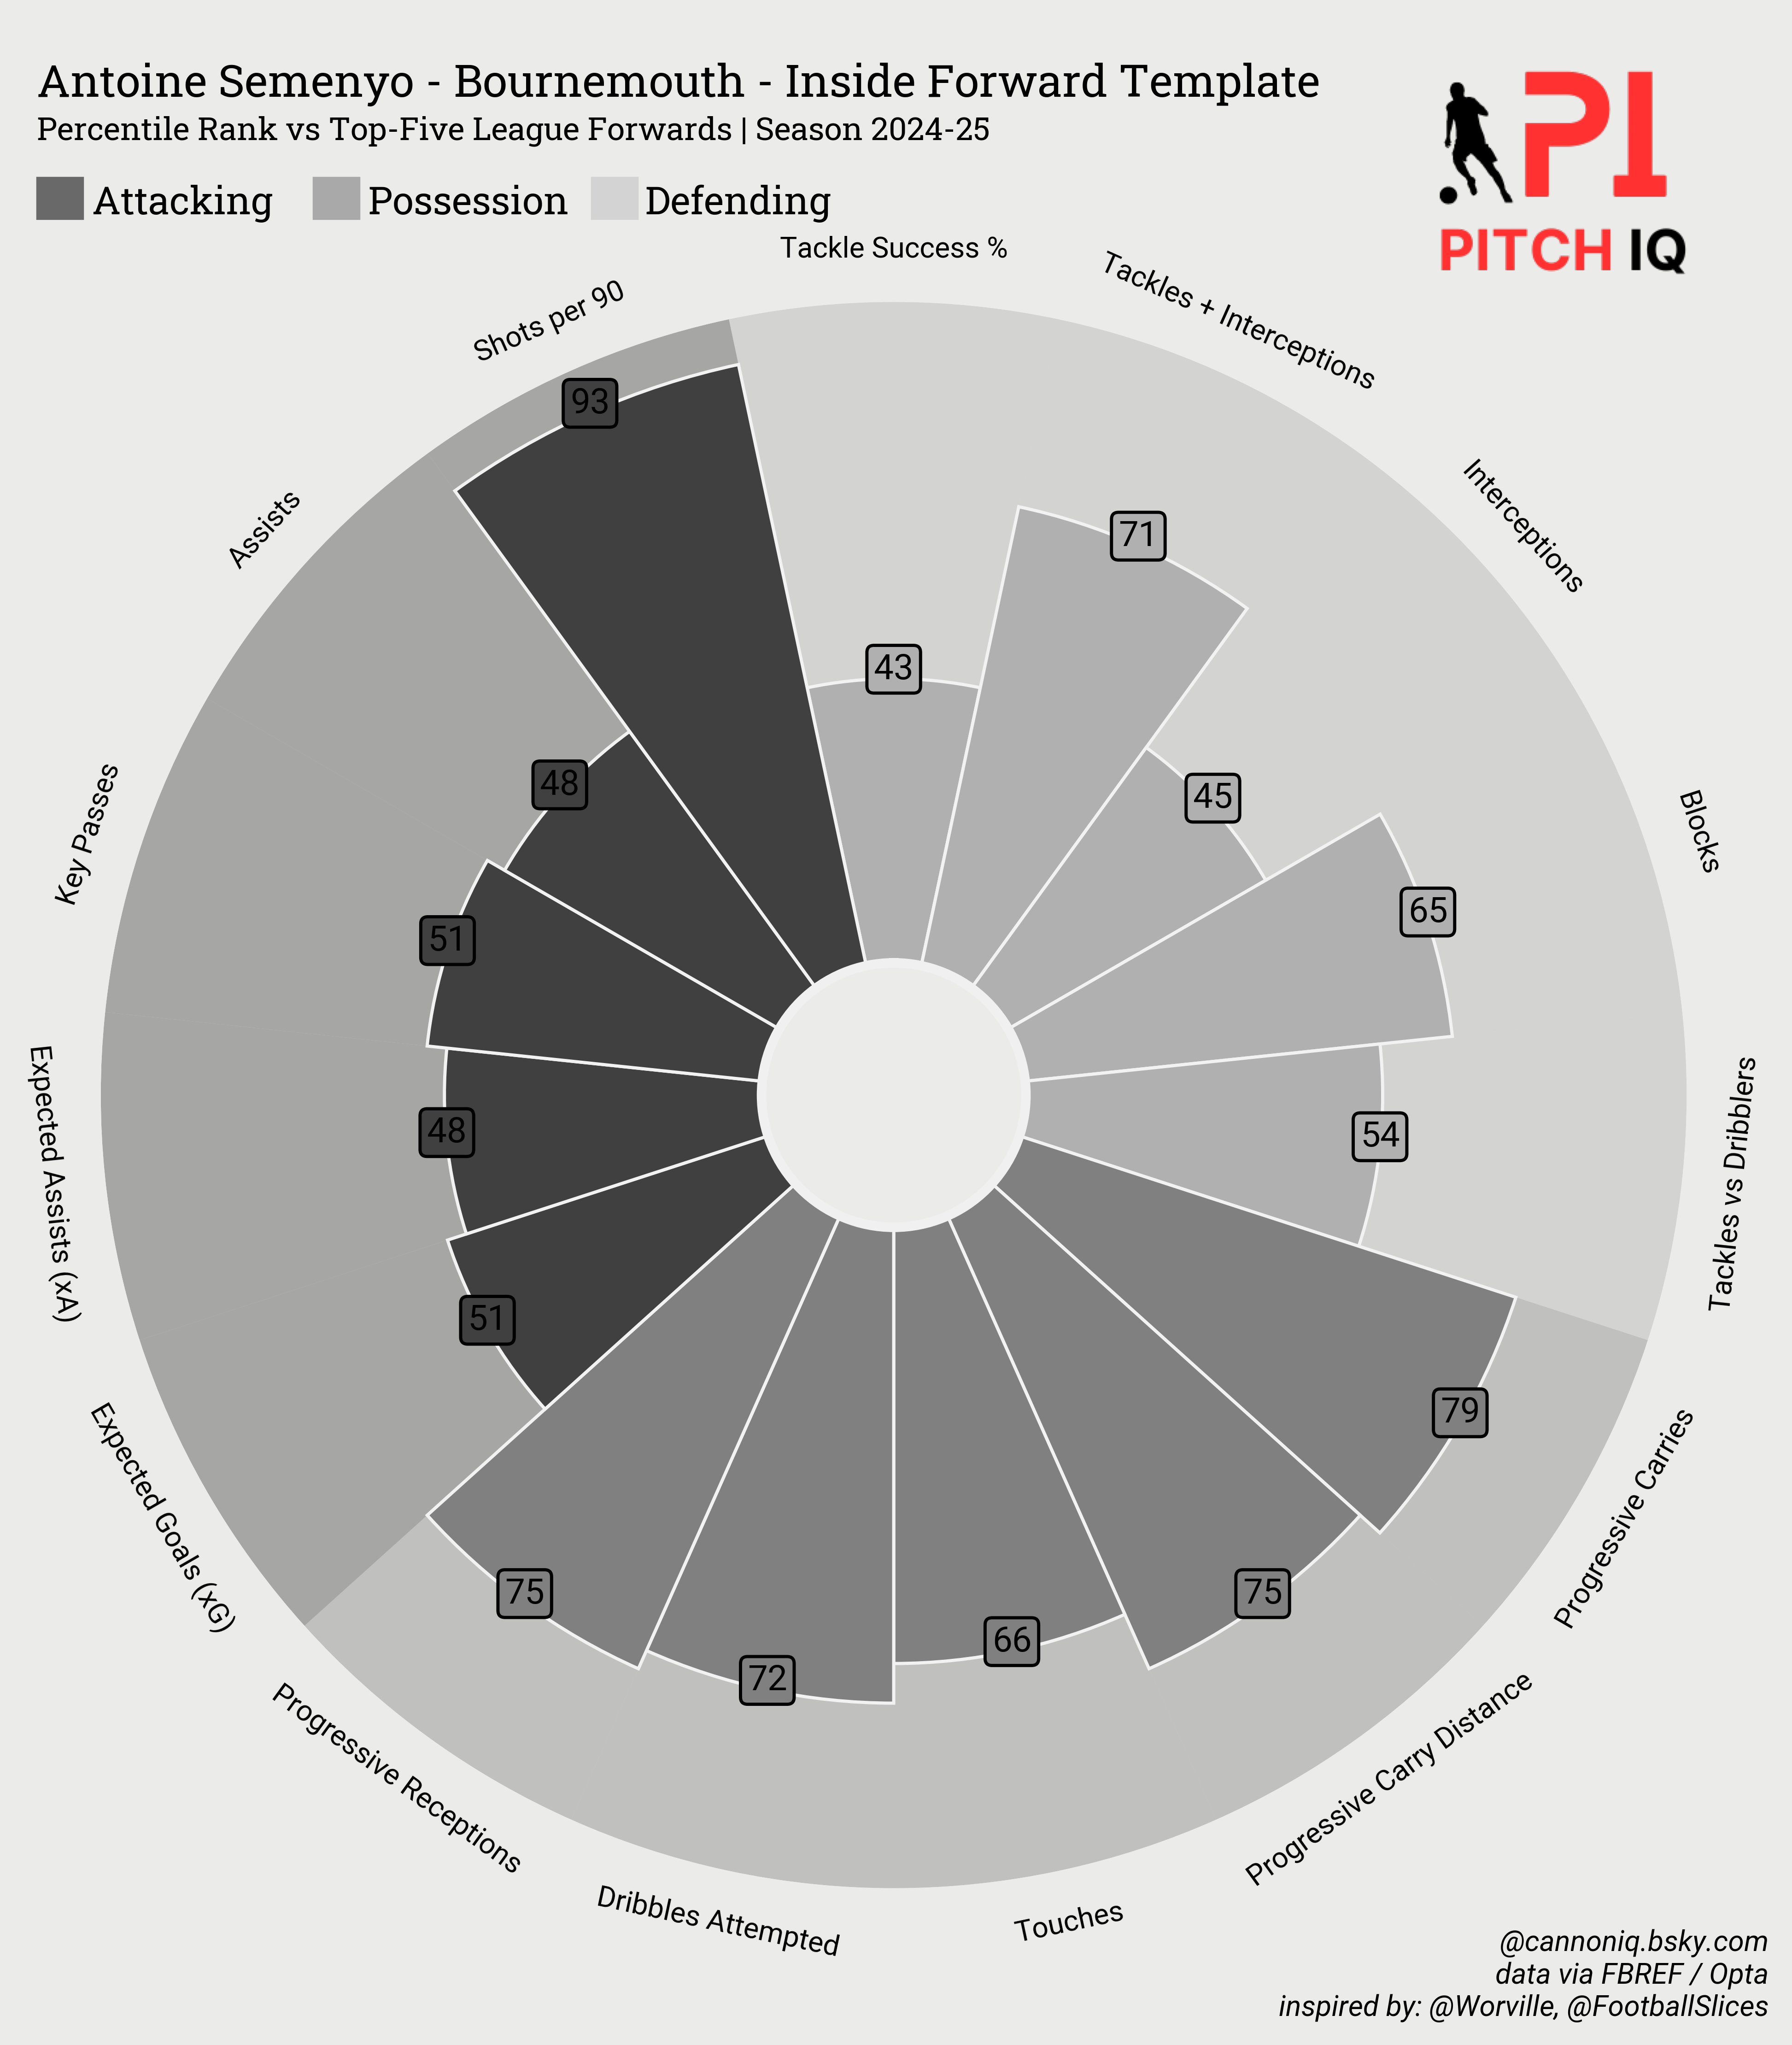 Antoine Semenyo - Bournemouth - Inside Forward Template
Percentile Rank vs Top-Five League Forwards | Season 2024-25
Attacking
Possession
Defending
PI
PITCH IQ
Tackle Success %
43
Tackles + Interceptions
71
Interceptions
45
Blocks
65
Tackles vs Dribblers
54
Progressive Carries
79
Progressive Carry Distance
75
Touches
66
Dribbles Attempted
72
Progressive Receptions
75
Expected Goals (xG)
51
Expected Assists (xA)
48
Key Passes
51
Assists
48
Shots per 90
93
@cannoniq.bsky.com
data via FBREF / Opta
inspired by: @Worville, @FootballSlices